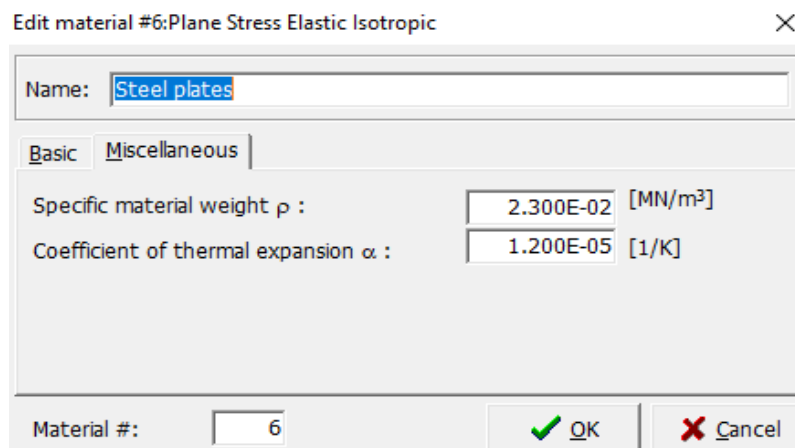 Edit material #6:Plane Stress Elastic Isotropic
Name: Steel plates
Basic Miscellaneous
Specific material weight ρ : 2.300E-02 [MN/m³]
Coefficient of thermal expansion α : 1.200E-05 [1/K]
Material #: 6 OK Cancel